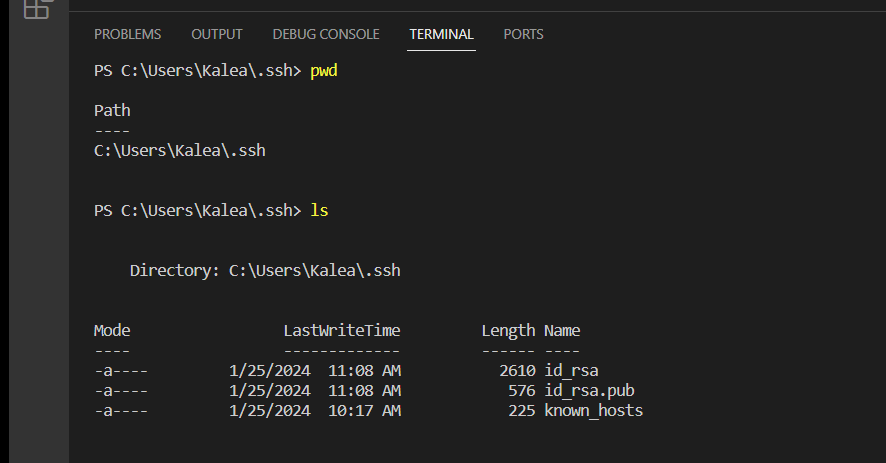 PROBLEMS OUTPUT DEBUG CONSOLE TERMINAL PORTS
PS C:\Users\Kalea\.ssh> pwd
Path
----
C:\Users\Kalea\.ssh
PS C:\Users\Kalea\.ssh> ls
Directory: C:\Users\Kalea\.ssh
Mode LastWriteTime Length Name
---- ------------- ------ ----
-a---- 1/25/2024 11:08 AM 2610 id_rsa
-a---- 1/25/2024 11:08 AM 576 id_rsa.pub
-a---- 1/25/2024 10:17 AM 225 known_hosts